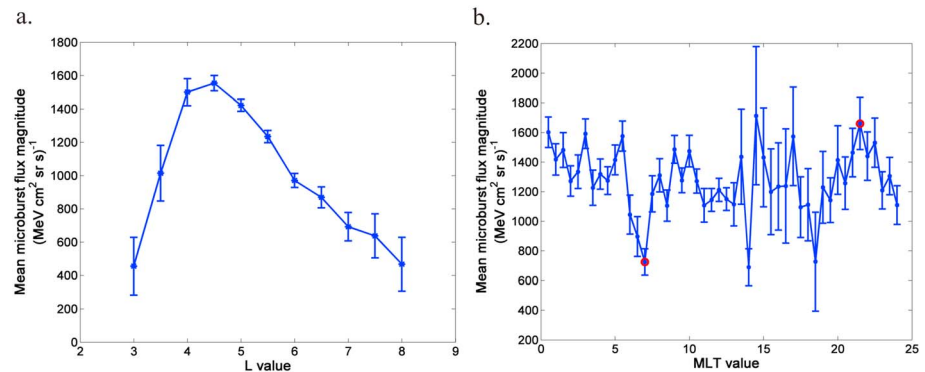 a.
Mean microburst flux magnitude
(MeV cm² sr s)⁻¹
1800
1600
1400
1200
1000
800
600
400
200
0
2 3 4 5 6 7 8 9
L value
b.
Mean microburst flux magnitude
(MeV cm² sr s)⁻¹
2200
2000
1800
1600
1400
1200
1000
800
600
400
200
0 5 10 15 20 25
MLT value